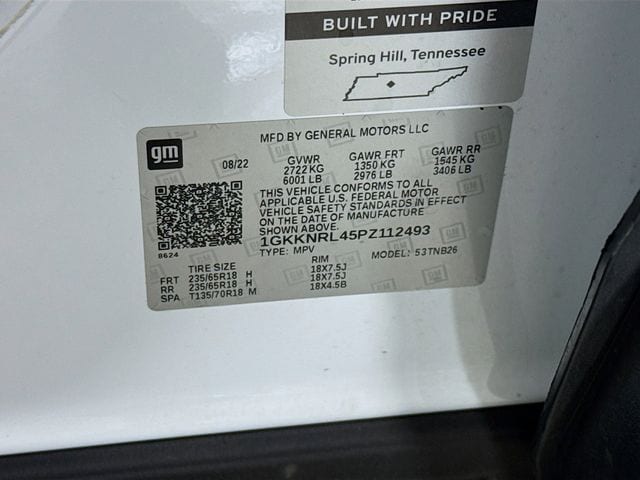 BUILT WITH PRIDE
Spring Hill, Tennessee
gm
MFD BY GENERAL MOTORS LLC
08/22 GVWR GAWR FRT GAWR RR
2722 KG 1350 KG 1545 KG
6001 LB 2976 LB 3406 LB
THIS VEHICLE CONFORMS TO ALL
APPLICABLE U.S. FEDERAL MOTOR
VEHICLE SAFETY STANDARDS IN EFFECT
ON THE DATE OF MANUFACTURE
SHOWN ABOVE.
1GKKNRL45PZ112493
8624 TYPE: MPV MODEL: 53TNB26
TIRE SIZE RIM
FRT 235/65R18 H 18X7.5J
RR 235/65R18 H 18X7.5J
SPA T135/70R18 M 18X4.5B